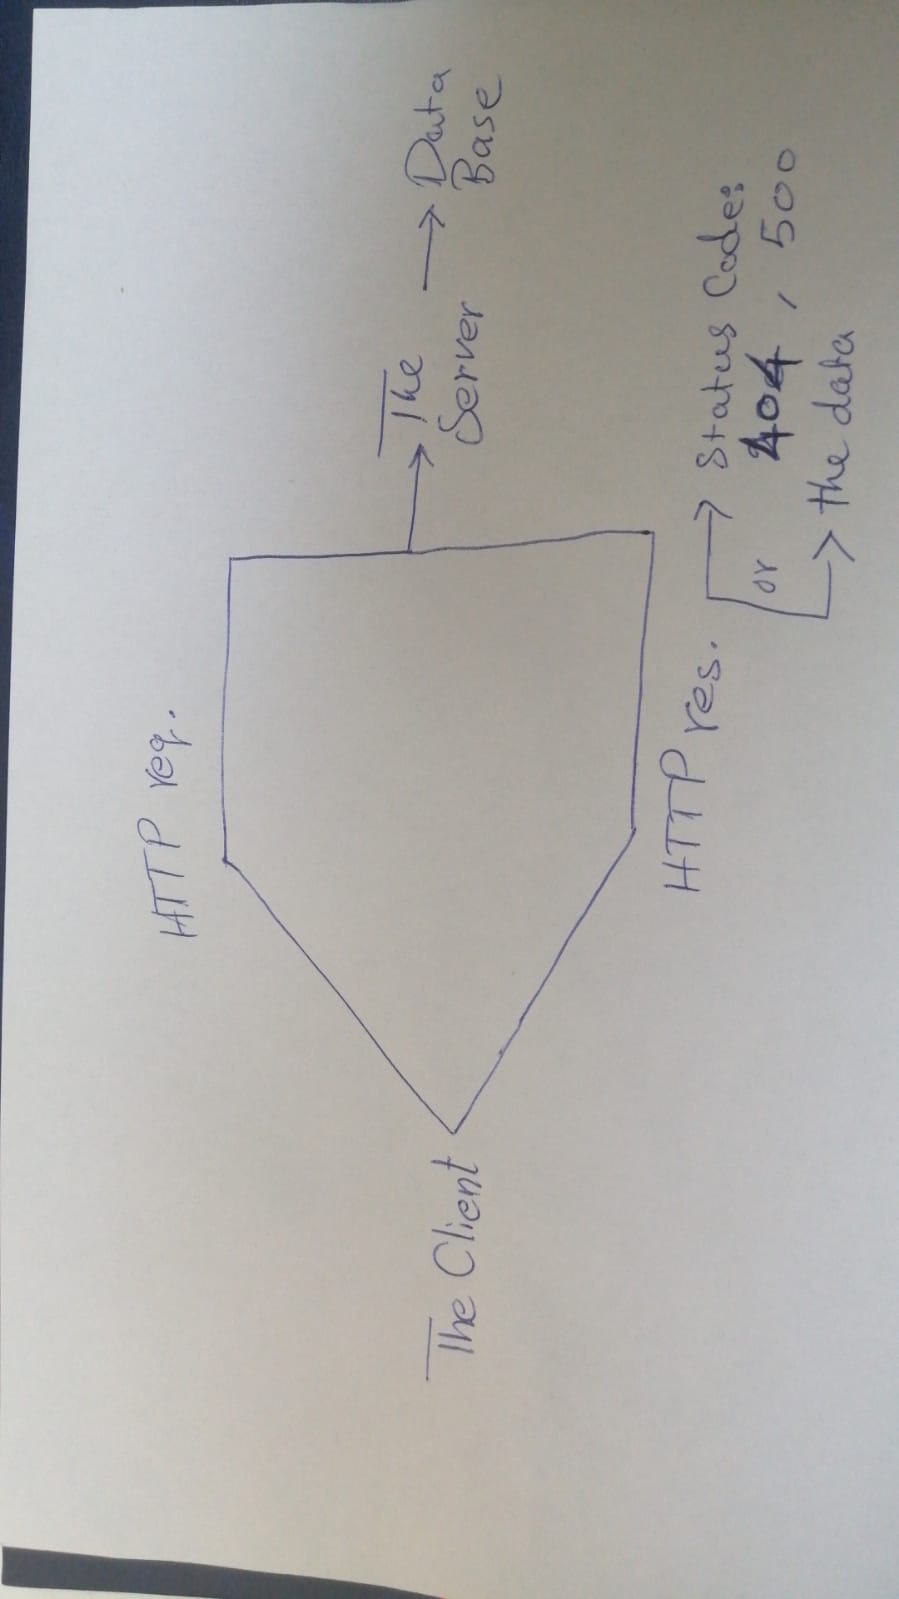 HTTP req.
The Client
The
Server
Data
Base
HTTP res.
or
Status Code:
404, 500
the data